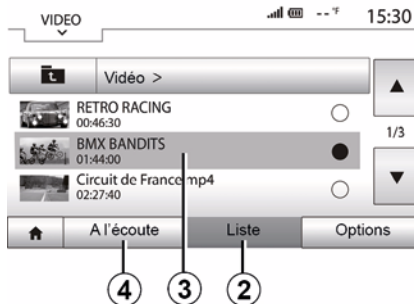 VIDEO
--°F 15:30
Vidéo >
RETRO RACING
00:46:30
BMX BANDITS
01:44:00
1/3
Circuit de France mp4
02:27:40
A l'écoute Liste Options
4 3 2